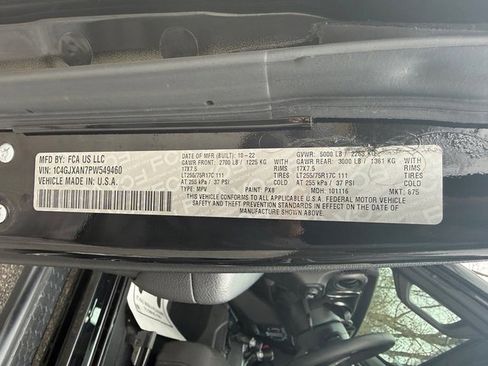 MFD BY: FCA US LLC
VIN: 1C4GJXAN7PW549460
VEHICLE MADE IN U.S.A.
DATE OF MFR (BUILT): 10-22
GAWR FRONT: 2700 LB / 1225 KG WITH
17X7.5 RIMS
LT255/75R17C 111 TIRES
AT 255 kPa / 37 PSI
TYPE: MPV PAINT: PX8
GVWR: 5000 LB / 2268 KG
GAWR REAR: 3000 LB / 1361 KG WITH
17X7.5 RIMS
LT255/75R17C 111 TIRES
AT 255 kPa / 37 PSI
MDH: 101116 MKT:
THIS VEHICLE CONFORMS TO ALL APPLICABLE U.S.A. FEDERAL MOTOR VEHICLE
SAFETY AND THEFT PREVENTION STANDARDS IN EFFECT ON THE DATE OF
MANUFACTURE SHOWN ABOVE.